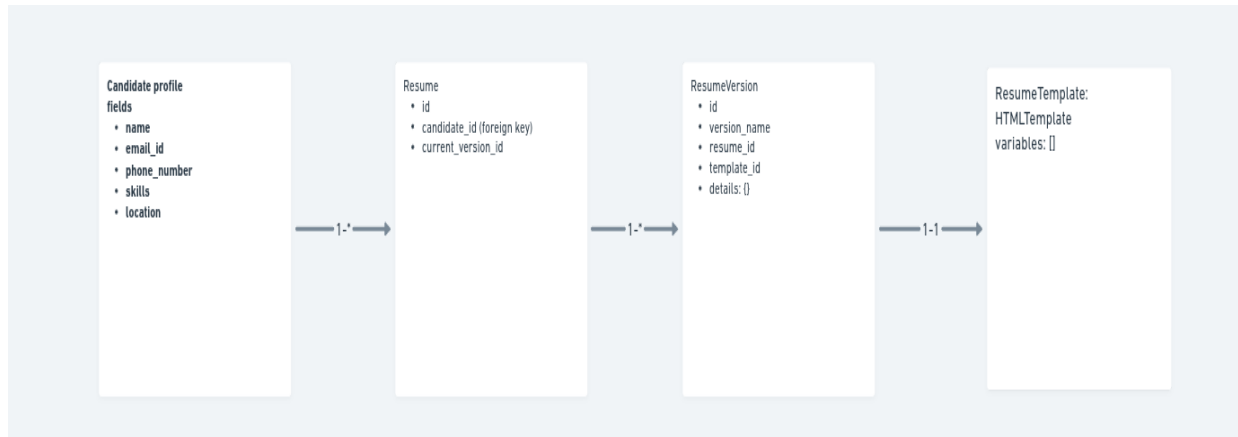 Candidate profile
fields
• name
• email_id
• phone_number
• skills
• location
1-*
Resume
• id
• candidate_id (foreign key)
• current_version_id
1-*
ResumeVersion
• id
• version_name
• resume_id
• template_id
• details: {}
1-1
ResumeTemplate:
HTMLTemplate
variables: []